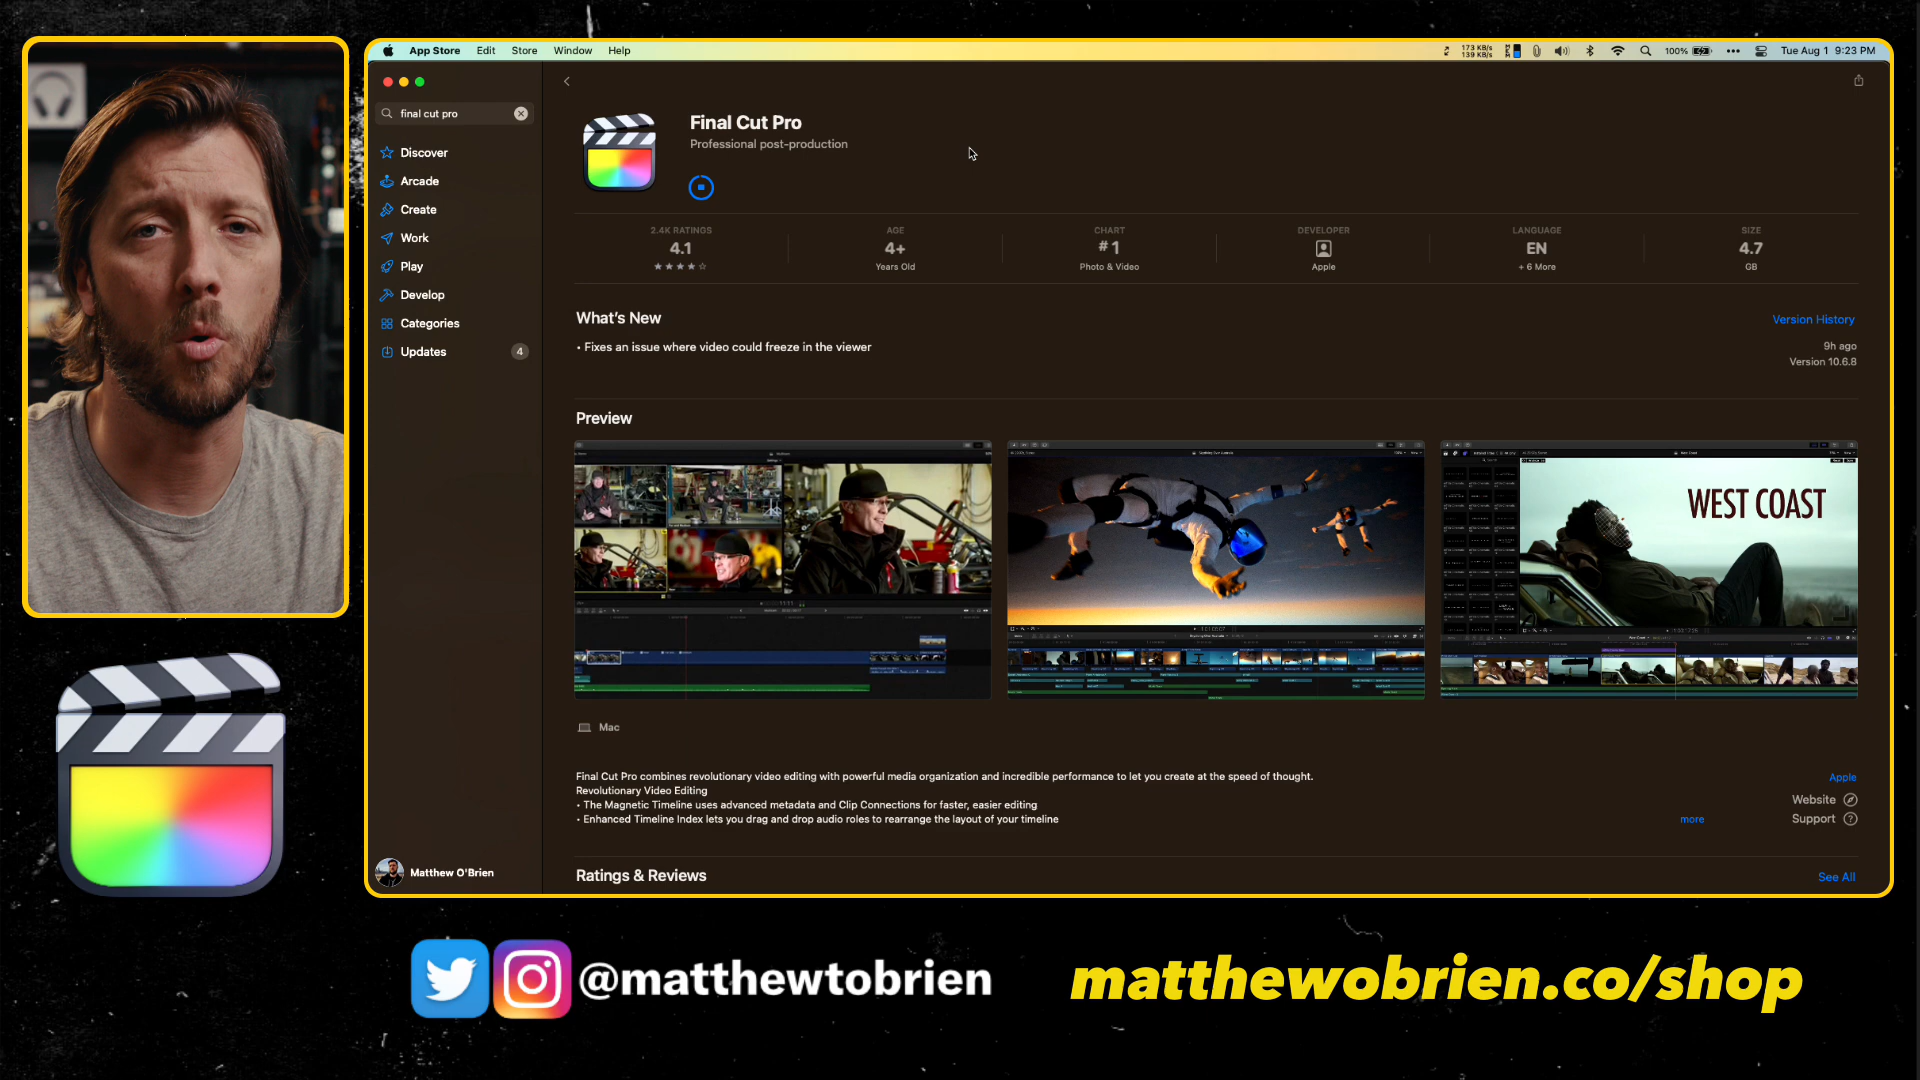 App Store Edit Store Window Help
173 KB/s
139 KB/s
100%
Tue Aug 1 9:23 PM
final cut pro
Discover
Arcade
Create
Work
Play
Develop
Categories
Updates 4
Matthew O'Brien
Final Cut Pro
Professional post-production
2.4K RATINGS
4.1
AGE
4+
Years Old
CHART
#1
Photo & Video
DEVELOPER
Apple
LANGUAGE
EN
+ 6 More
SIZE
4.7
GB
What's New
Version History
• Fixes an issue where video could freeze in the viewer
9h ago
Version 10.6.8
Preview
WEST COAST
Mac
Final Cut Pro combines revolutionary video editing with powerful media organization and incredible performance to let you create at the speed of thought.
Revolutionary Video Editing
• The Magnetic Timeline uses advanced metadata and Clip Connections for faster, easier editing
• Enhanced Timeline Index lets you drag and drop audio roles to rearrange the layout of your timeline
more
Apple
Website
Support
Ratings & Reviews
See All
@matthewtobrien
matthewobrien.co/shop